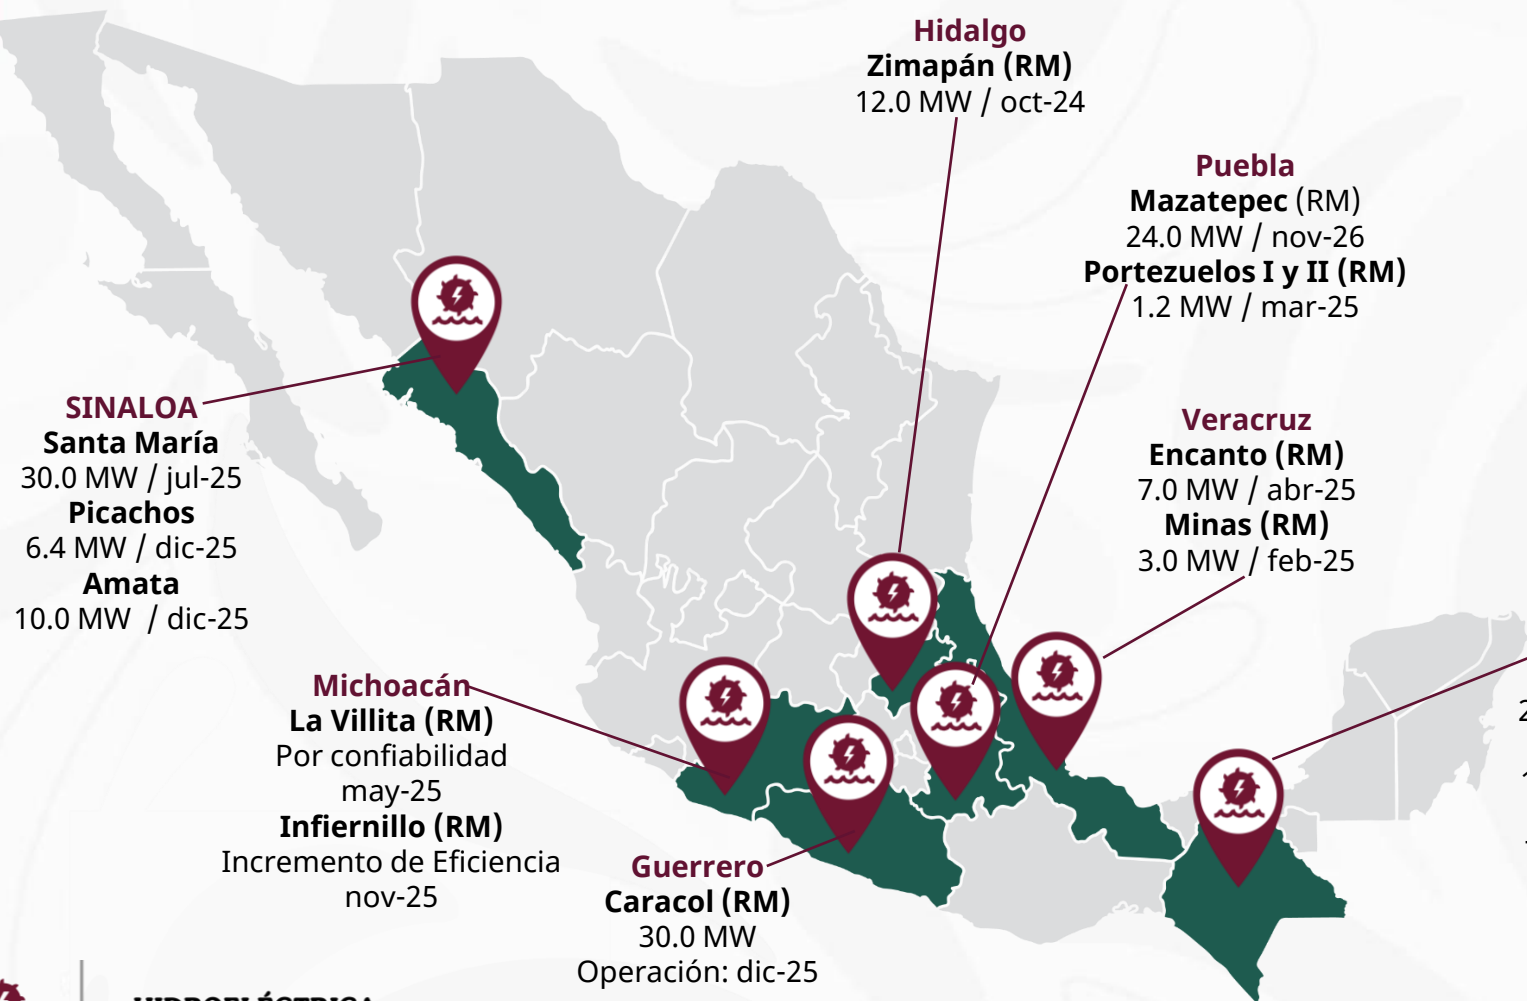 Hidalgo
Zimapán (RM)
12.0 MW / oct-24
Puebla
Mazatepec (RM)
24.0 MW / nov-26
Portezuelos I y II (RM)
1.2 MW / mar-25
SINALOA
Santa María
30.0 MW / jul-25
Picachos
6.4 MW / dic-25
Amata
10.0 MW / dic-25
Veracruz
Encanto (RM)
7.0 MW / abr-25
Minas (RM)
3.0 MW / feb-25
Michoacán
La Villita (RM)
Por confiabilidad
may-25
Infiernillo (RM)
Incremento de Eficiencia
nov-25
Guerrero
Caracol (RM)
30.0 MW
Operación: dic-25